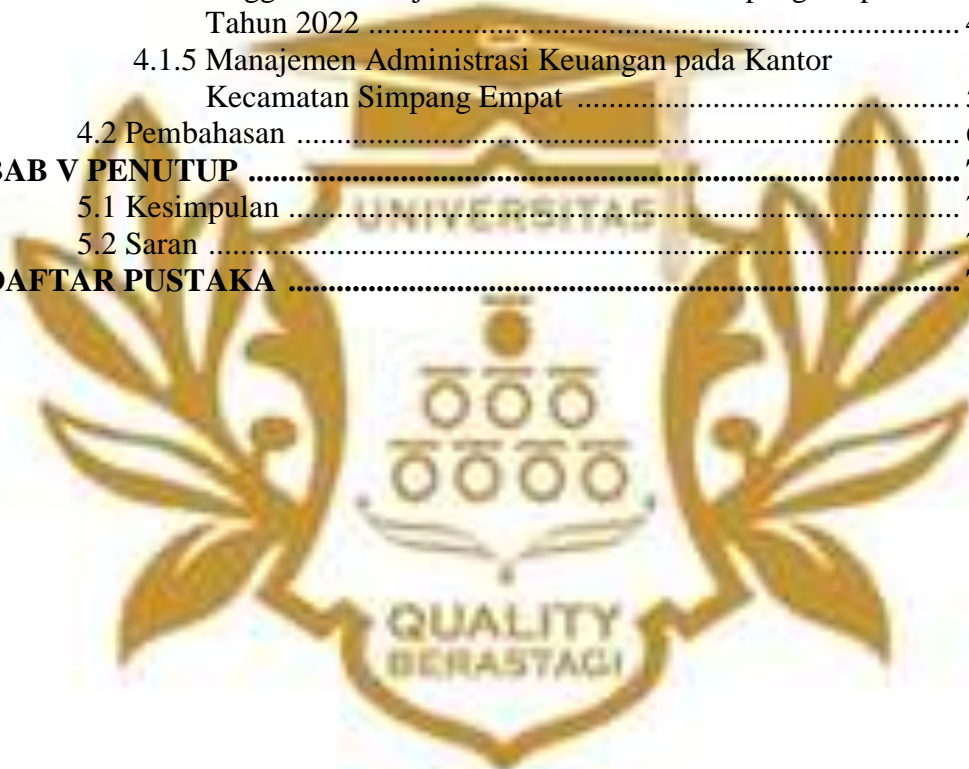 Tahun 2022 ................................................................................
4.1.5 Manajemen Administrasi Keuangan pada Kantor
Kecamatan Simpang Empat ................................................
4.2 Pembahasan ...................................................................................
BAB V PENUTUP .........................................................................................
5.1 Kesimpulan ....................................................................................
5.2 Saran ..............................................................................................
DAFTAR PUSTAKA ....................................................................................
UNIVERSITAS
QUALITY
BERASTAGI